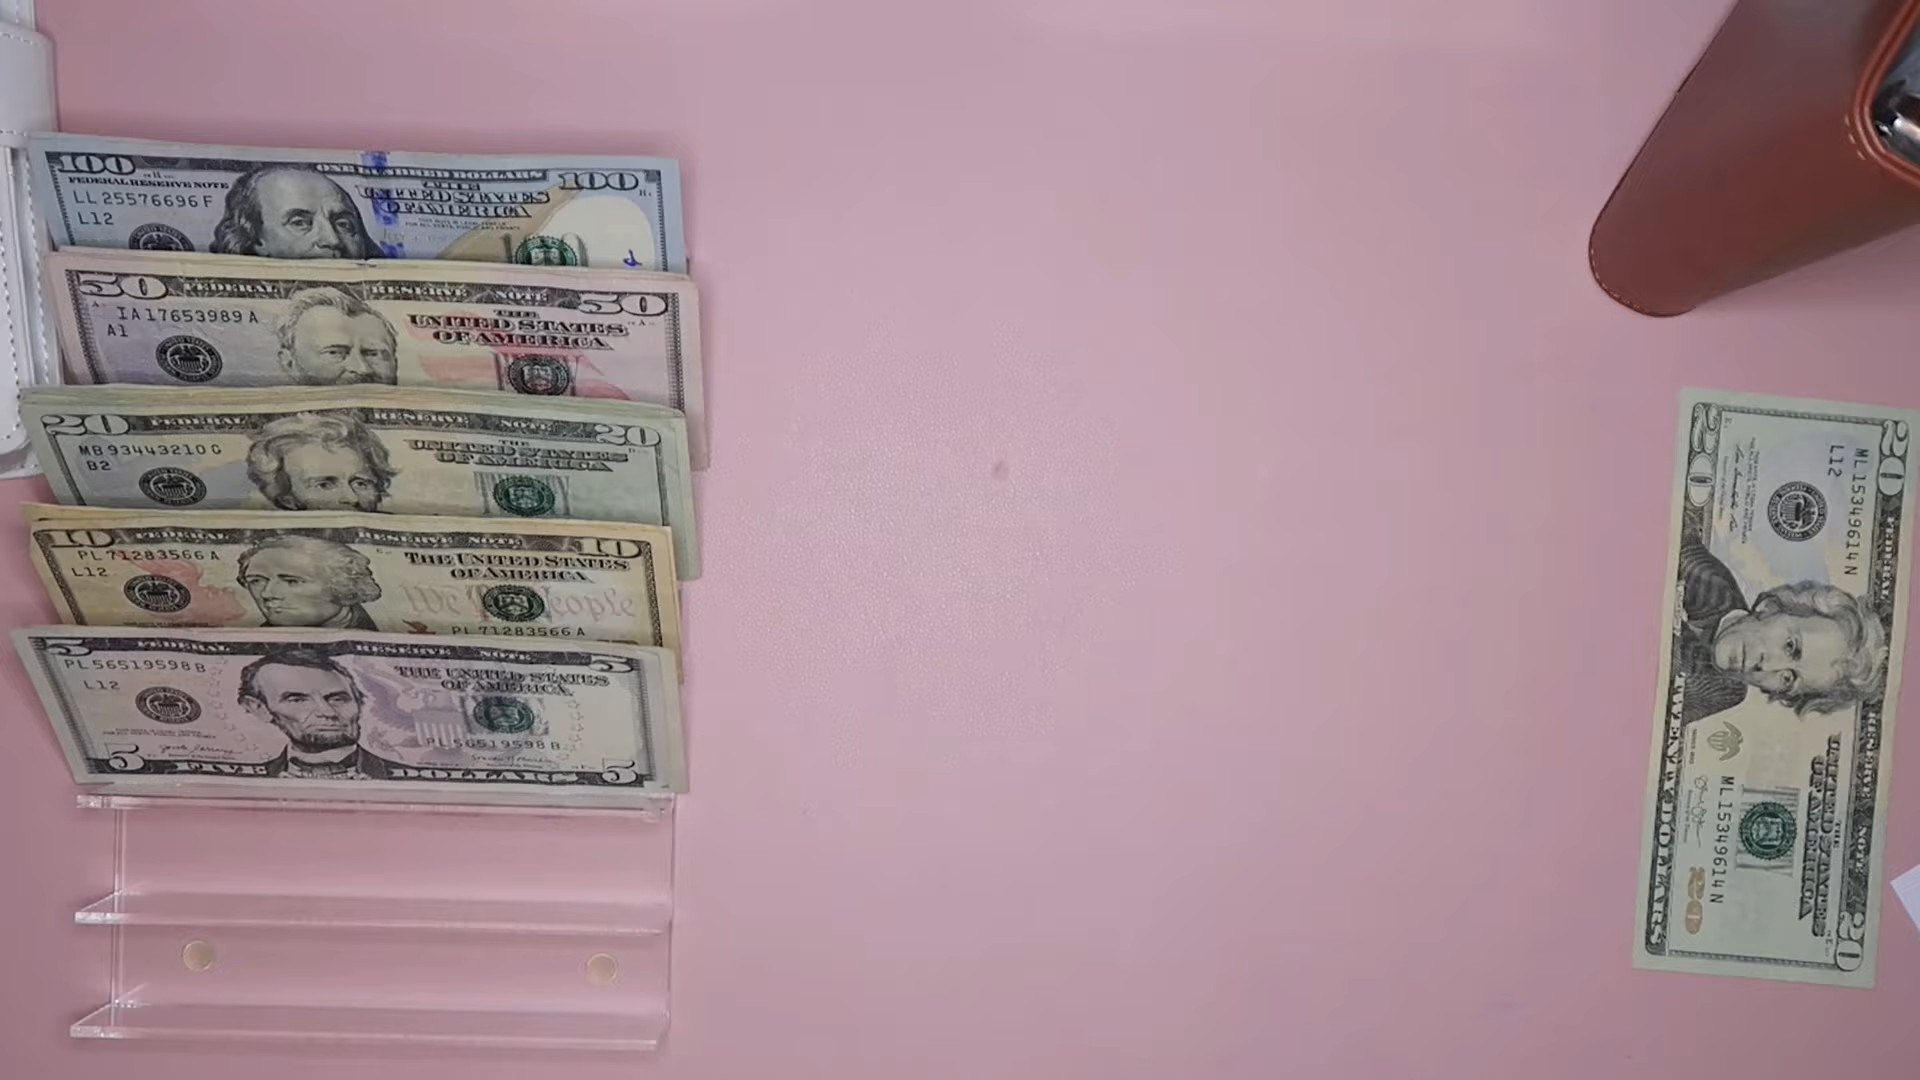 100 ONE HUNDRED DOLLARS 100
FEDERAL RESERVE NOTE
THE
UNITED STATES
OF AMERICA
LL 25576696 F
L12
50 FEDERAL RESERVE NOTE 50
IA 17653989 A
A1
THE
UNITED STATES
OF AMERICA
20 FEDERAL RESERVE NOTE 20
MB 93443210 G
B2
THE
UNITED STATES
OF AMERICA
10 FEDERAL RESERVE NOTE 10
PL 71283566 A
L12
THE UNITED STATES
OF AMERICA
We The People
PL 71283566 A
5 FEDERAL RESERVE NOTE 5
PL 56519598 B
L12
THE UNITED STATES
OF AMERICA
PL 56519598 B
5 FIVE DOLLARS 5
20 FEDERAL RESERVE NOTE 20
ML 15349614 N
L12
THE
UNITED STATES
OF AMERICA
ML 15349614 N
20 TWENTY DOLLARS 20